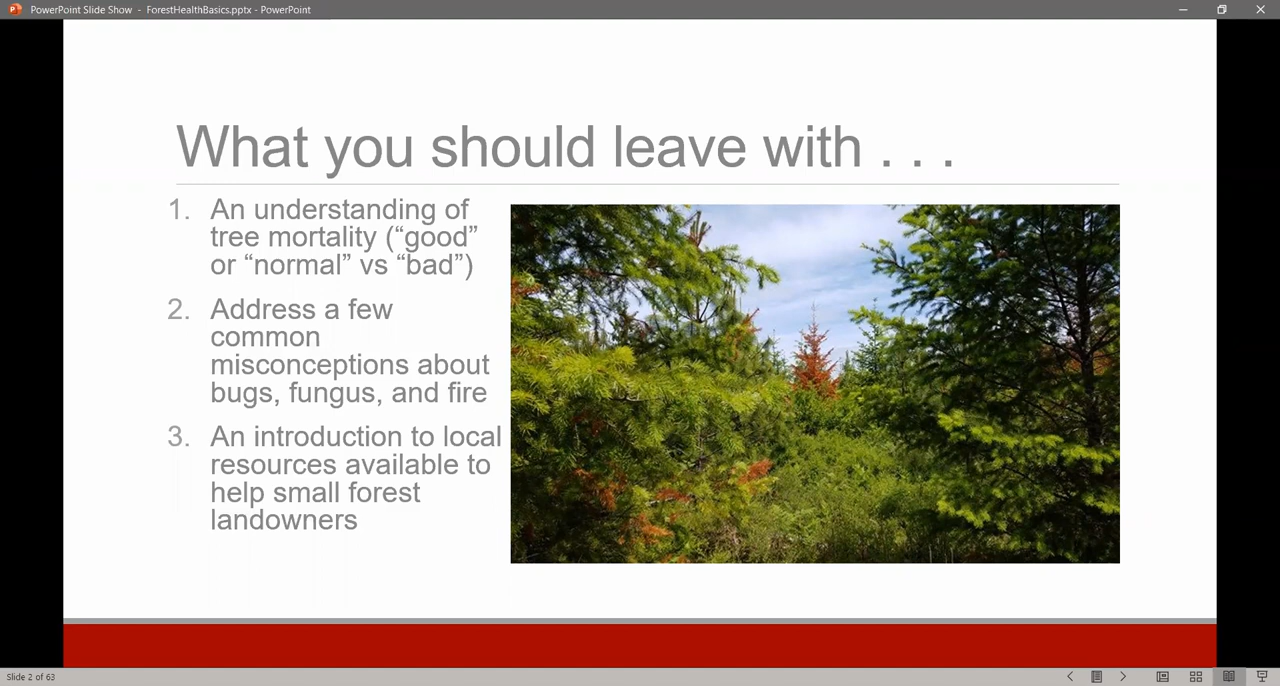 PowerPoint Slide Show - ForestHealthBasics.pptx - PowerPoint
What you should leave with . . .
1. An understanding of
tree mortality (“good”
or “normal” vs “bad”)
2. Address a few
common
misconceptions about
bugs, fungus, and fire
3. An introduction to local
resources available to
help small forest
landowners
Slide 2 of 63